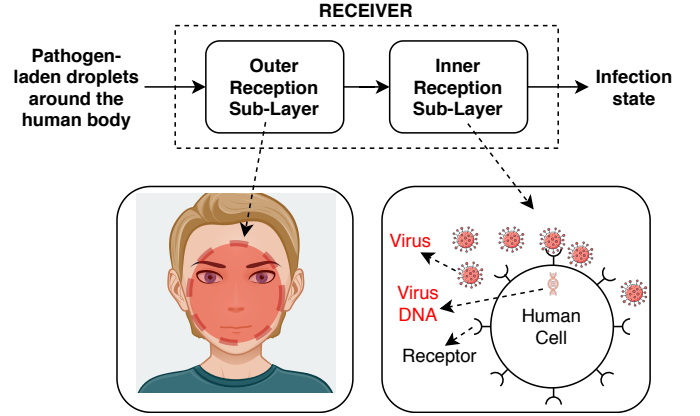 RECEIVER
Pathogen-
laden droplets
around the
human body
Outer
Reception
Sub-Layer
Inner
Reception
Sub-Layer
Infection
state
Virus
Virus
DNA
Receptor
Human
Cell